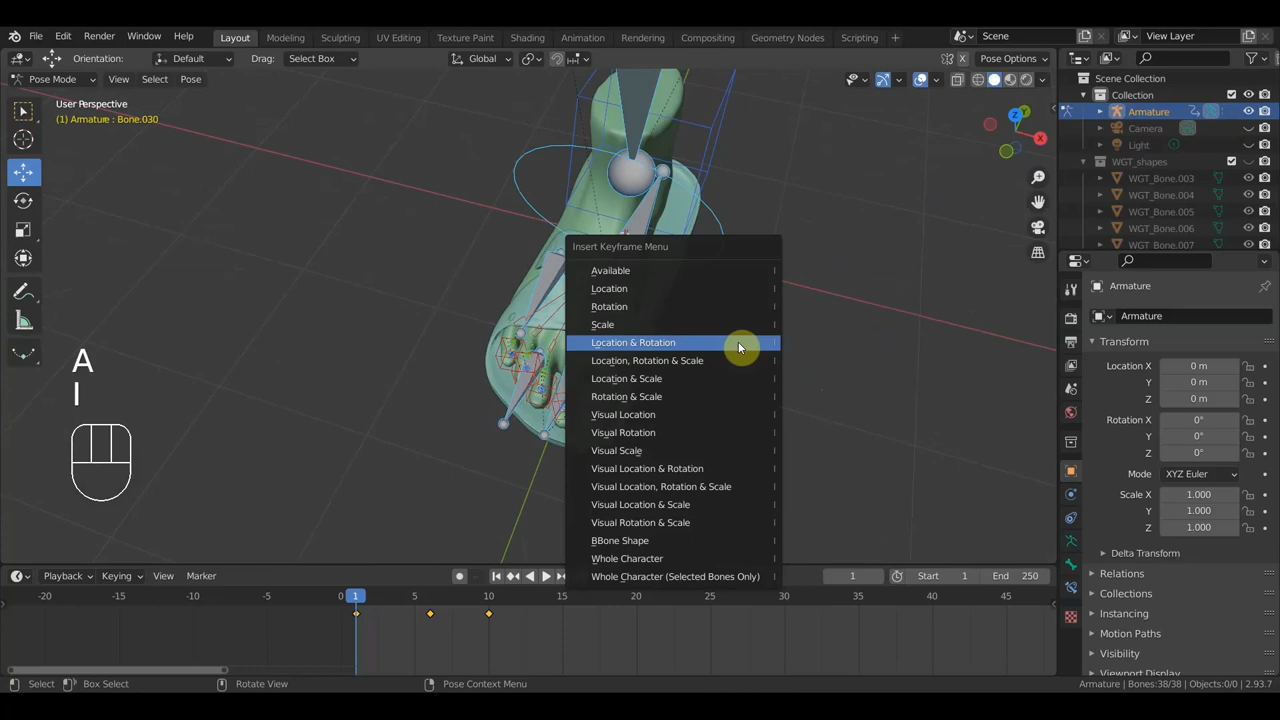 File Edit Render Window Help Layout Modeling Sculpting UV Editing Texture Paint Shading Animation Rendering Compositing Geometry Nodes Scripting + Scene View Layer
Orientation: Default Drag: Select Box Global X Pose Options
Pose Mode View Select Pose
Scene Collection
Collection
Armature
Camera
Light
WGT_shapes
WGT_Bone.003
WGT_Bone.004
WGT_Bone.005
WGT_Bone.006
WGT_Bone.007
User Perspective
(1) Armature : Bone.030
Z
Y
X
A
I
Insert Keyframe Menu
Available I
Location I
Rotation I
Scale I
Location & Rotation I
Location, Rotation & Scale I
Location & Scale I
Rotation & Scale I
Visual Location I
Visual Rotation I
Visual Scale I
Visual Location & Rotation I
Visual Location, Rotation & Scale I
Visual Location & Scale I
Visual Rotation & Scale I
BBone Shape I
Whole Character I
Whole Character (Selected Bones Only) I
Armature
Armature
Transform
Location X 0 m
Y 0 m
Z 0 m
Rotation X 0°
Y 0°
Z 0°
Mode XYZ Euler
Scale X 1.000
Y 1.000
Z 1.000
Delta Transform
Relations
Collections
Instancing
Motion Paths
Visibility
Viewport Display
Playback Keying View Marker 1 Start 1 End 250
-20 -15 -10 -5 0 1 5 10 15 20 25 30 35 40 45
Select Box Select Rotate View Pose Context Menu Armature | Bones:38/38 | Objects:0/0 | 2.93.7